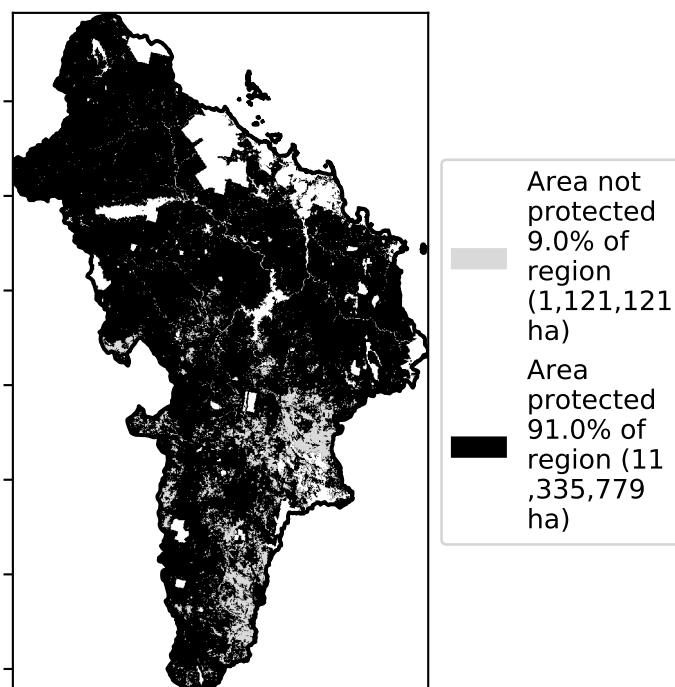 Area not
protected
9.0% of
region
(1,121,121
ha)
Area
protected
91.0% of
region (11
,335,779
ha)